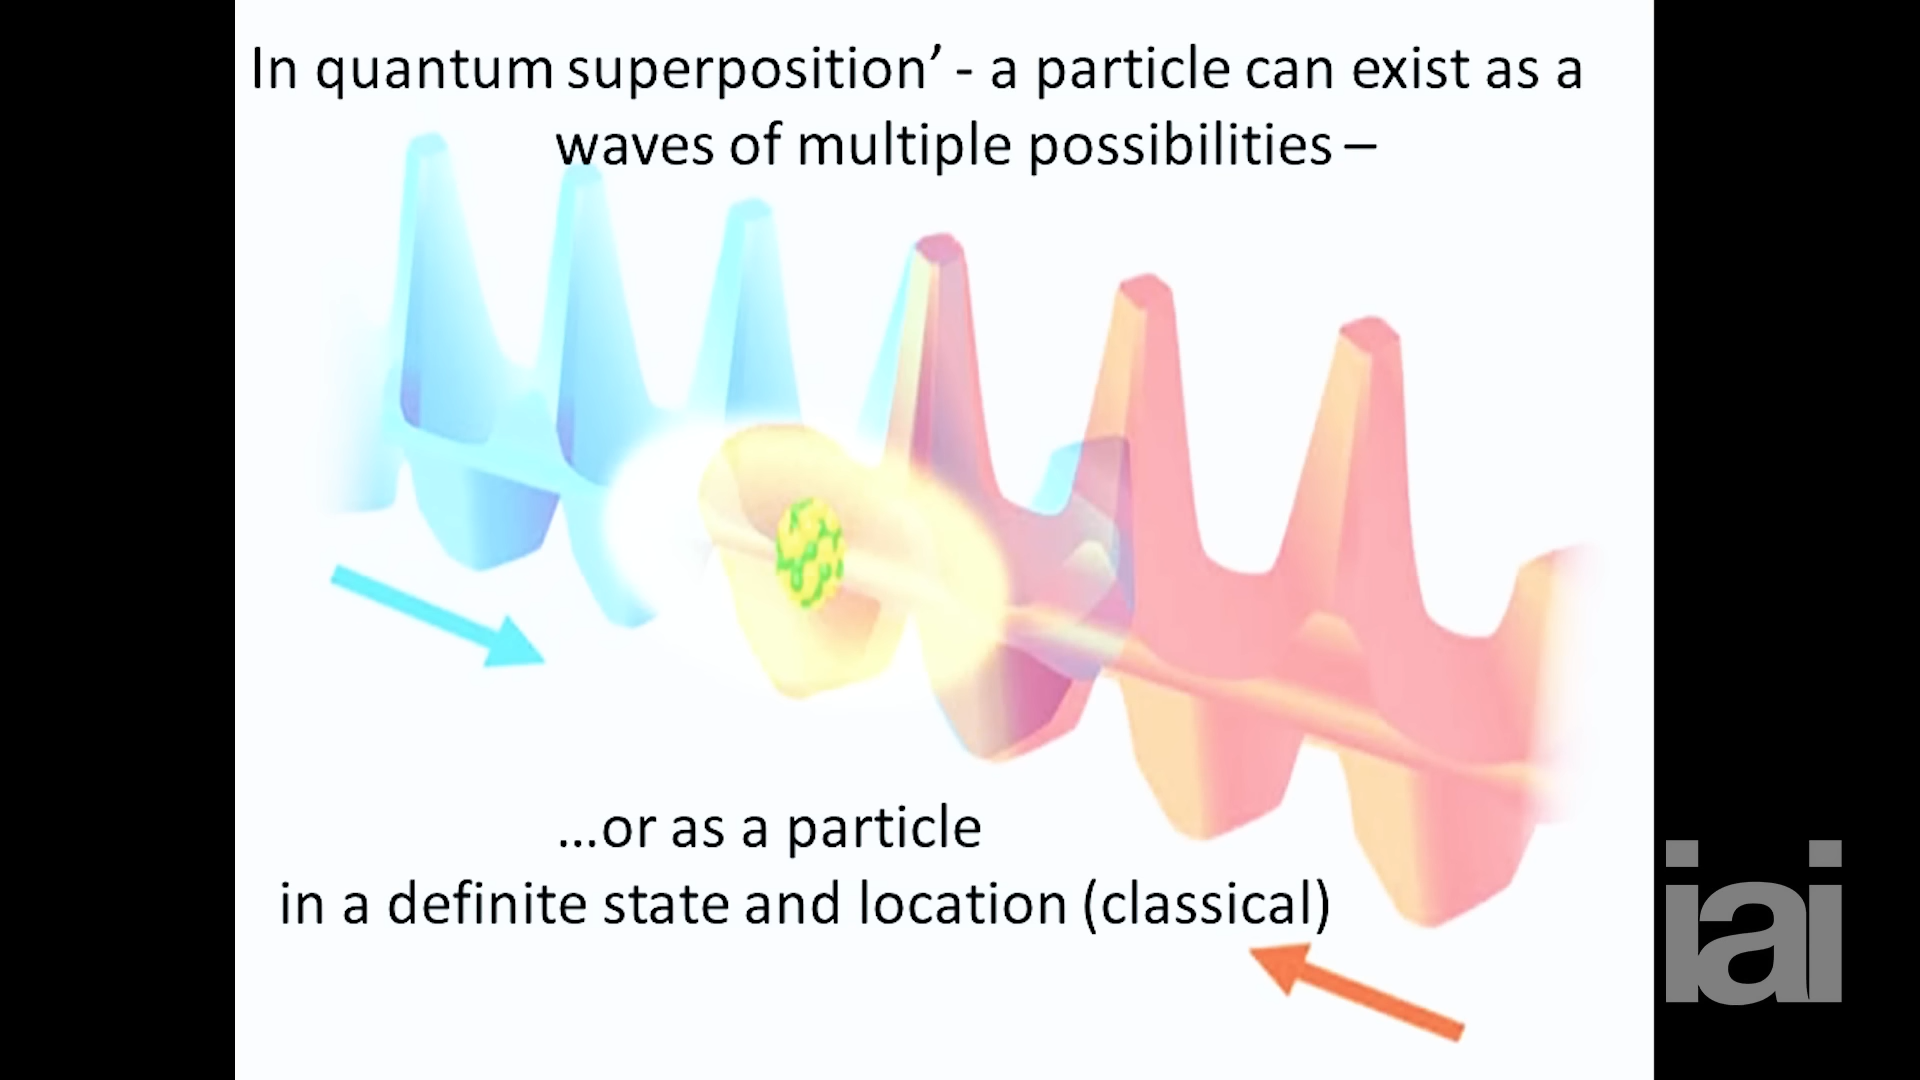 In quantum superposition’ - a particle can exist as a
waves of multiple possibilities –
...or as a particle
in a definite state and location (classical)
iai